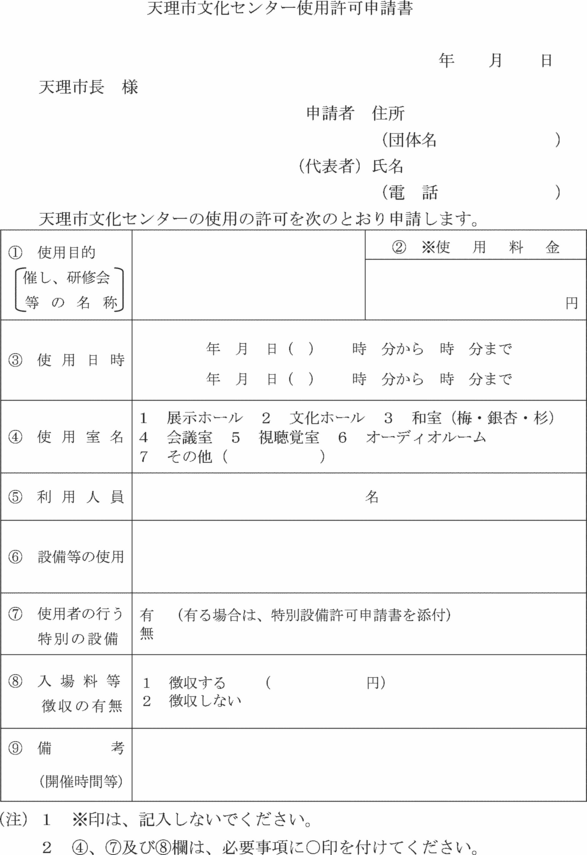 天理市文化センター使用許可申請書
年　　月　　日
天理市長　様
申請者　住所
（団体名　　　　　　　）
（代表者）氏名
（電　話　　　　　　　）
天理市文化センターの使用の許可を次のとおり申請します。
①　使用目的
催し、研修会
等の名称
②　※使用料金
円
③　使用日時
年　月　日（　）　　時　分から　時　分まで
年　月　日（　）　　時　分から　時　分まで
④　使用室名
1　展示ホール　2　文化ホール　3　和室（梅・銀杏・杉）
4　会議室　5　視聴覚室　6　オーディオルーム
7　その他（　　　　　　）
⑤　利用人員
名
⑥　設備等の使用
⑦　使用者の行う
特別の設備
有　（有る場合は、特別設備許可申請書を添付）
無
⑧　入場料等
徴収の有無
1　徴収する　　（　　　　　　円）
2　徴収しない
⑨　備考
（開催時間等）
（注）1　※印は、記入しないでください。
2　④、⑦及び⑧欄は、必要事項に○印を付けてください。